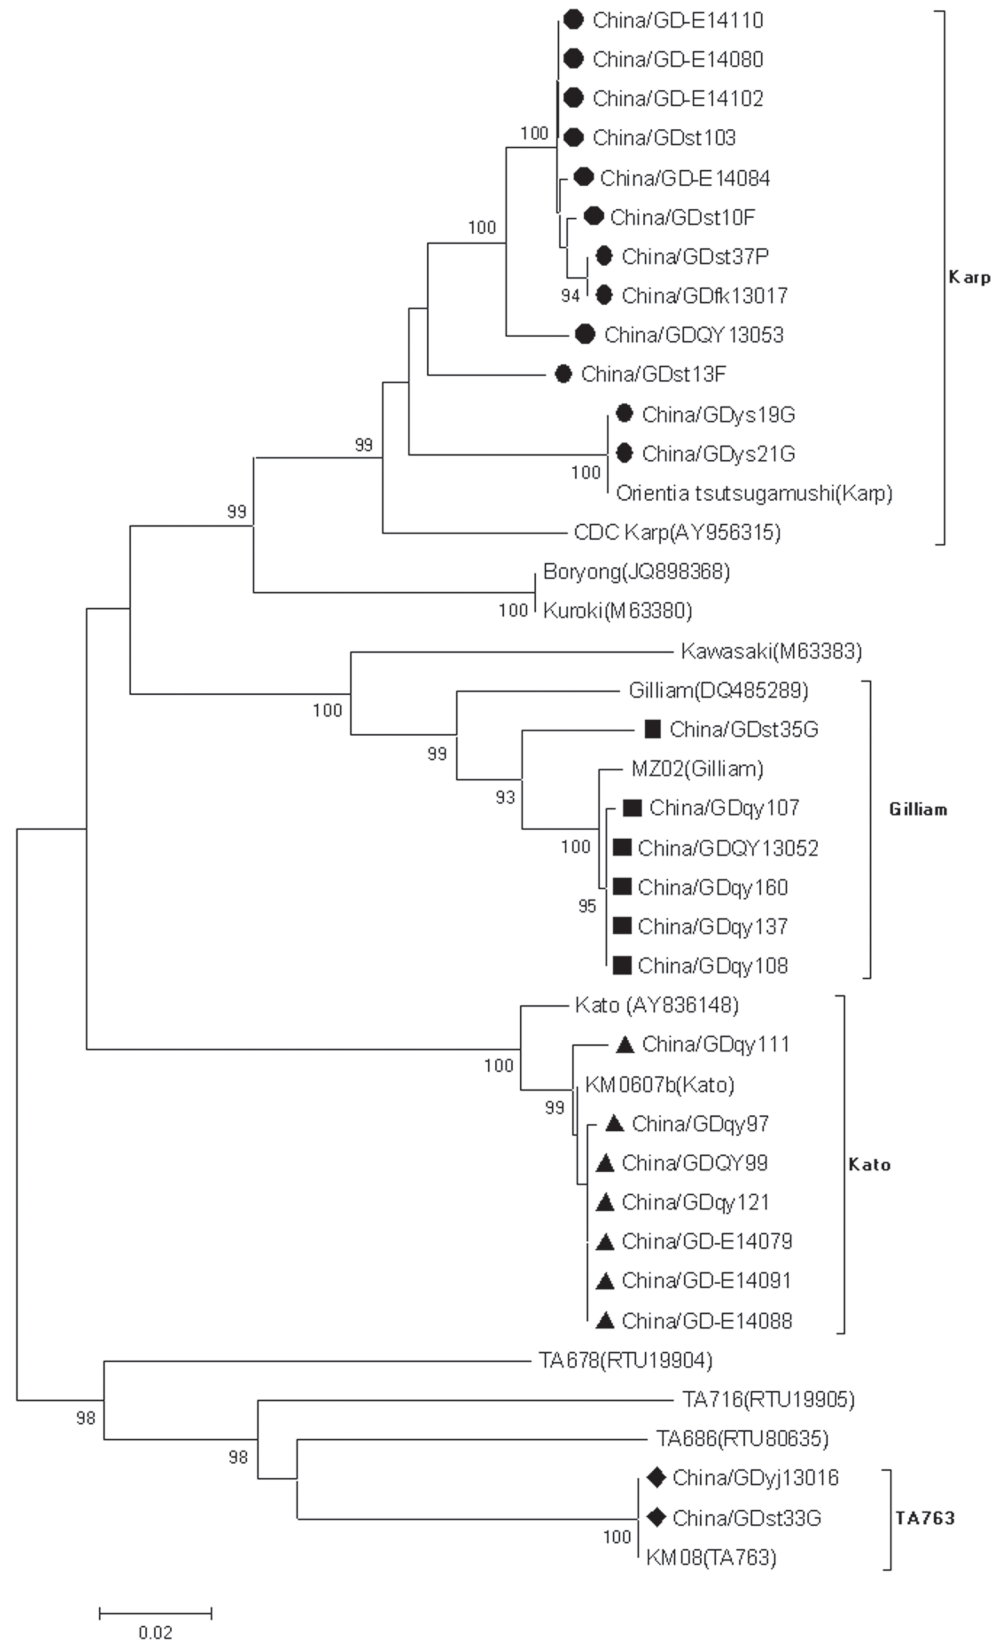 China/GD-E14110
China/GD-E14080
China/GD-E14102
100
China/GDst103
China/GD-E14084
China/GDst10F
100
China/GDst37P
Karp
94
China/GDfk13017
China/GDQY13053
China/GDst13F
China/GDys19G
99
China/GDys21G
100
Orientia tsutsugamushi(Karp)
99
CDC Karp(AY956315)
Boryong(JQ898368)
100
Kuroki(M63380)
Kawasaki(M63383)
Gilliam(DQ485289)
100
China/GDst35G
99
MZ02(Gilliam)
93
China/GDqy107
Gilliam
China/GDQY13052
100
China/GDqy160
95
China/GDqy137
China/GDqy108
Kato (AY836148)
China/GDqy111
100
KM0607b(Kato)
99
China/GDqy97
China/GDQY99
Kato
China/GDqy121
China/GD-E14079
China/GD-E14091
China/GD-E14088
TA678(RTU19904)
TA716(RTU19905)
98
TA686(RTU80635)
98
China/GDyj13016
China/GDst33G
TA763
100
KM08(TA763)
0.02